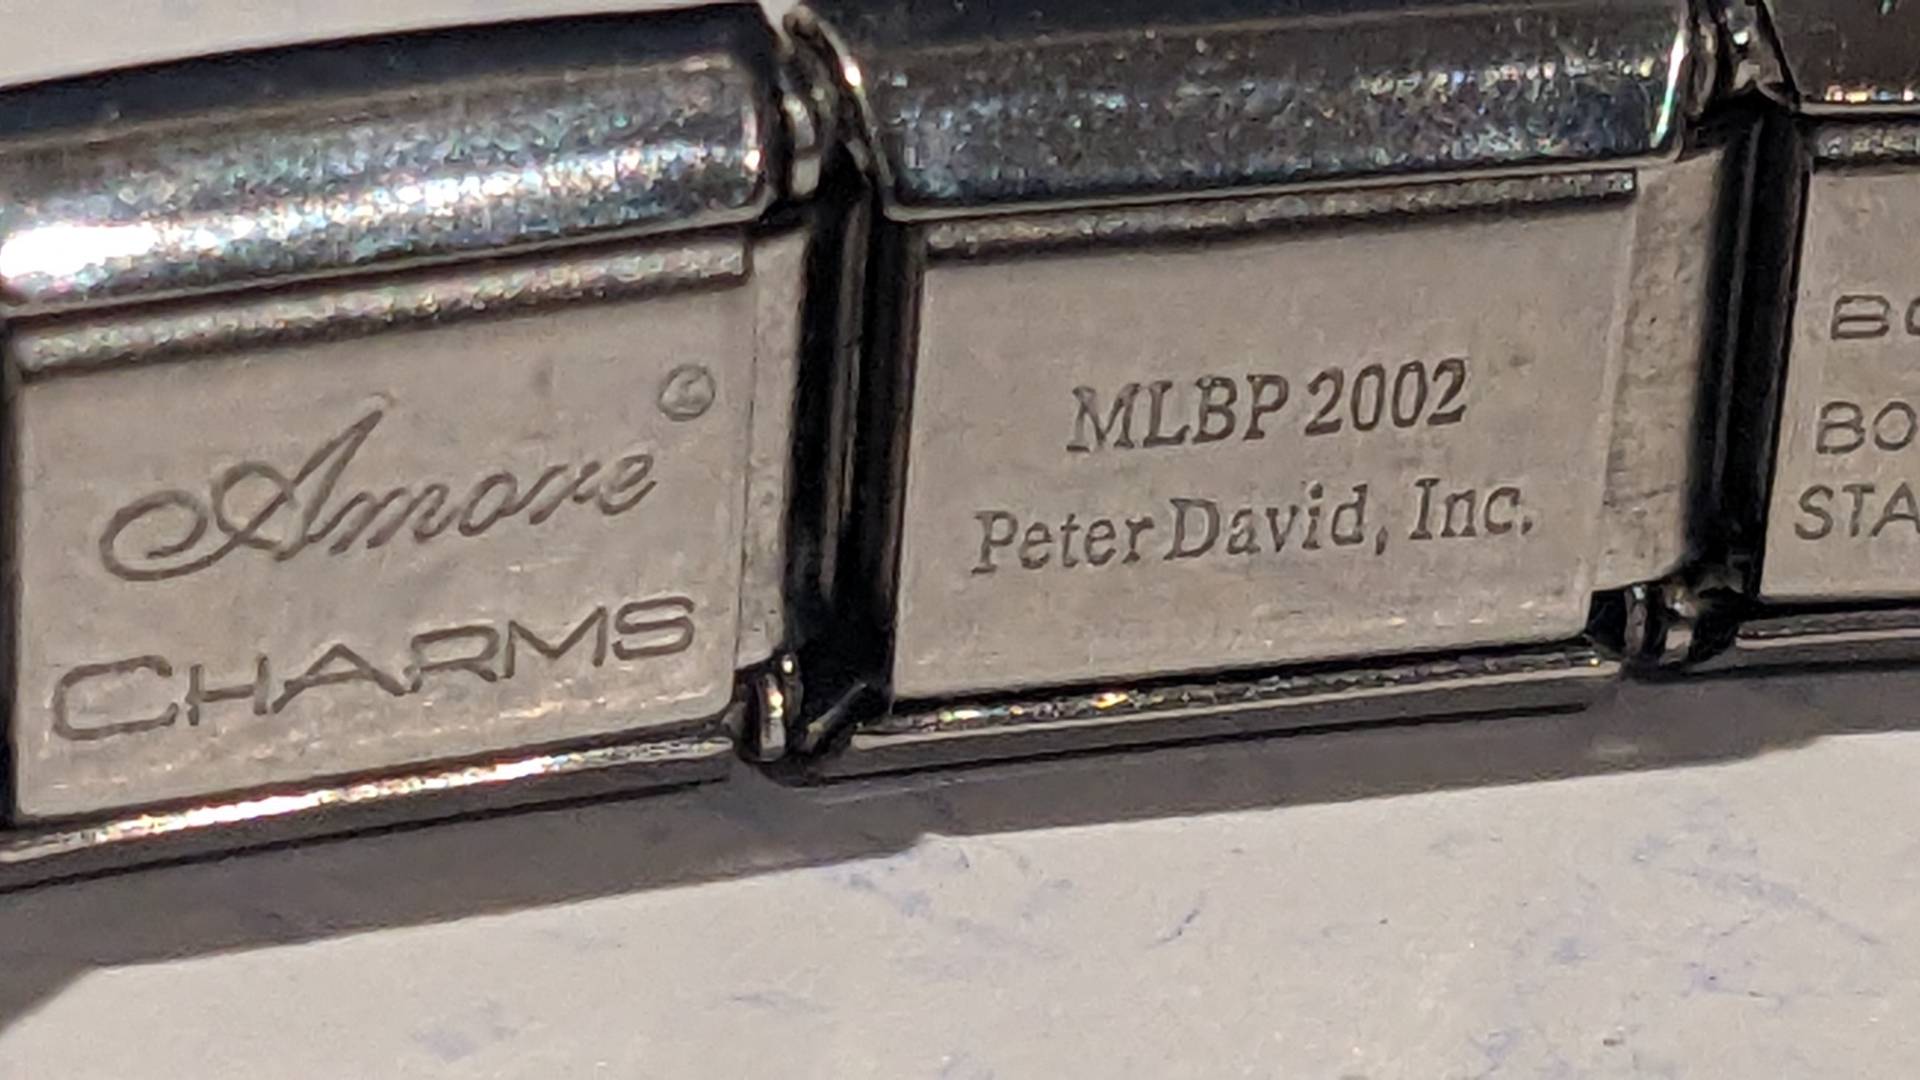 Amore ©
CHARMS
MLBP 2002
Peter David, Inc.